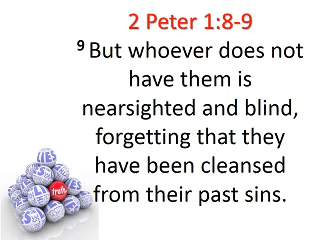 2 Peter 1:8-9
9 But whoever does not
have them is
nearsighted and blind,
forgetting that they
have been cleansed
from their past sins.
Truth